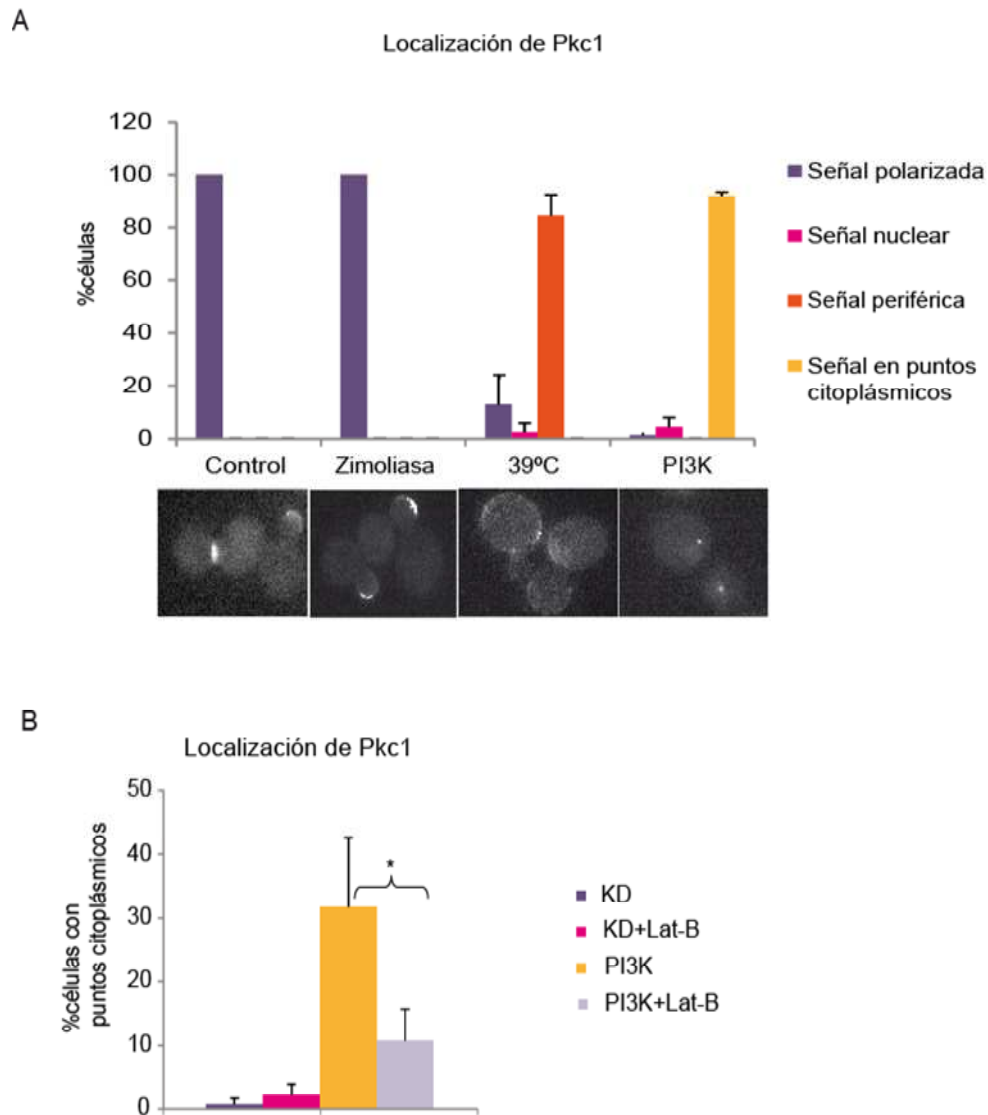 A
Localización de Pkc1
%células
120
100
80
60
40
20
0
Control
Zimoliasa
39ºC
PI3K
Señal polarizada
Señal nuclear
Señal periférica
Señal en puntos
citoplásmicos
B
Localización de Pkc1
%células con
puntos citoplásmicos
50
40
30
20
10
0
*
KD
KD+Lat-B
PI3K
PI3K+Lat-B